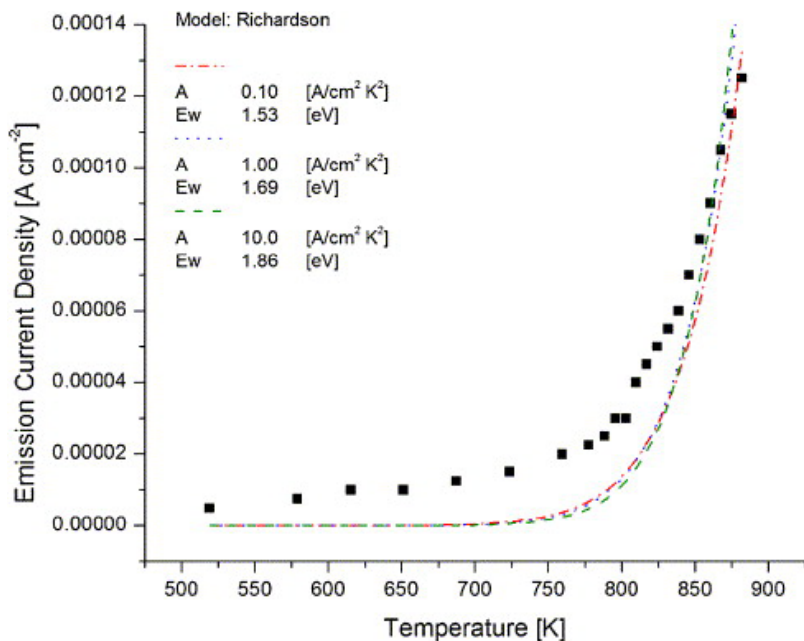 Model: Richardson
A 0.10 [A/cm² K²]
Ew 1.53 [eV]
A 1.00 [A/cm² K²]
Ew 1.69 [eV]
A 10.0 [A/cm² K²]
Ew 1.86 [eV]
0.00014
0.00012
0.00010
0.00008
0.00006
0.00004
0.00002
0.00000
Emission Current Density [A cm⁻²]
500 550 600 650 700 750 800 850 900
Temperature [K]